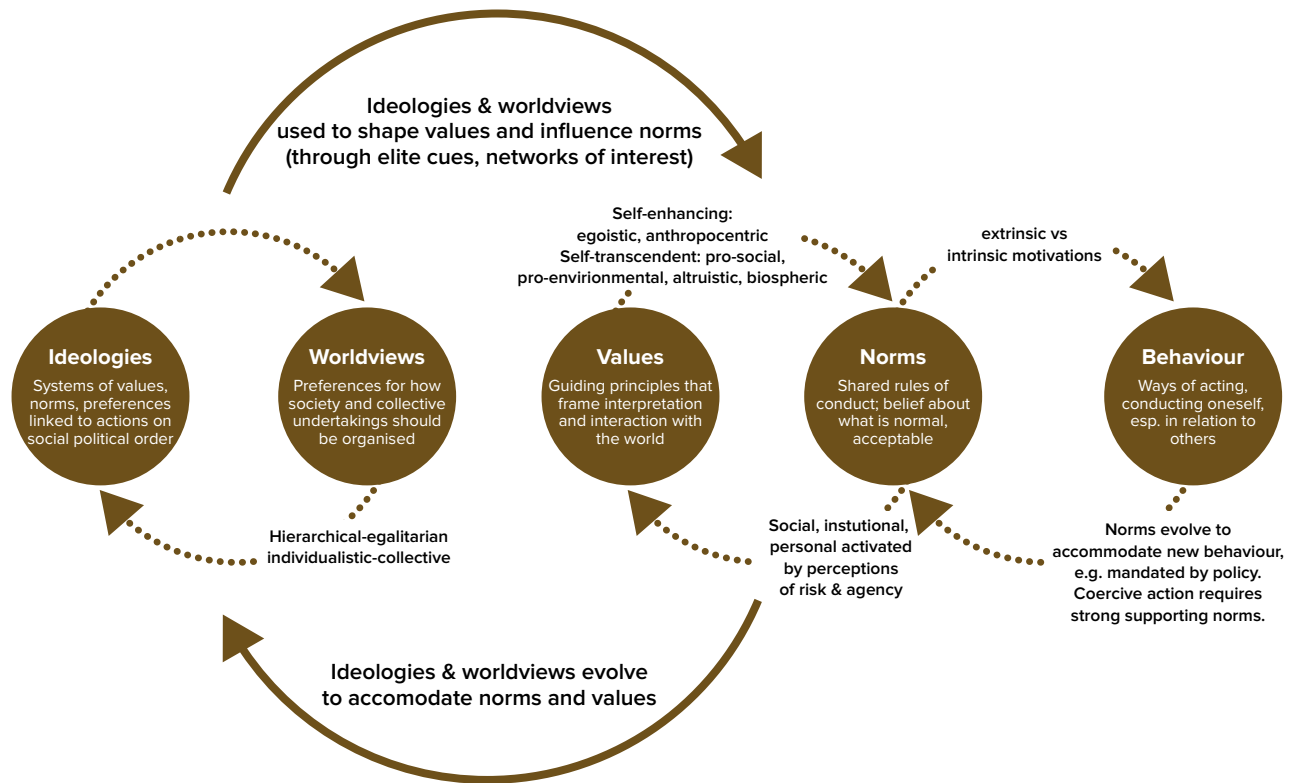 Ideologies & worldviews
used to shape values and influence norms
(through elite cues, networks of interest)
Self-enhancing:
egoistic, anthropocentric
Self-transcendent: pro-social,
pro-envirionmental, altruistic, biospheric
extrinsic vs
intrinsic motivations
Ideologies
Systems of values,
norms, preferences
linked to actions on
social political order
Worldviews
Preferences for how
society and collective
undertakings should
be organised
Values
Guiding principles that
frame interpretation
and interaction with
the world
Norms
Shared rules of
conduct; belief about
what is normal,
acceptable
Behaviour
Ways of acting,
conducting oneself,
esp. in relation to
others
Hierarchical-egalitarian
individualistic-collective
Social, instutional,
personal activated
by perceptions
of risk & agency
Norms evolve to
accommodate new behaviour,
e.g. mandated by policy.
Coercive action requires
strong supporting norms.
Ideologies & worldviews evolve
to accomodate norms and values